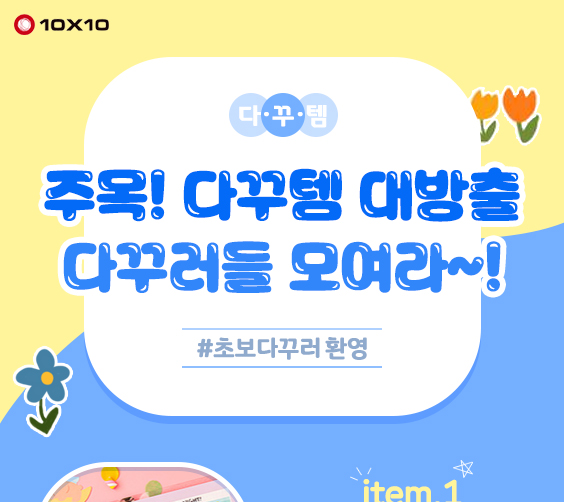 10X10
다·꾸·템
주목! 다꾸템 대방출
다꾸러들 모여라~!
#초보다꾸러 환영
item.1